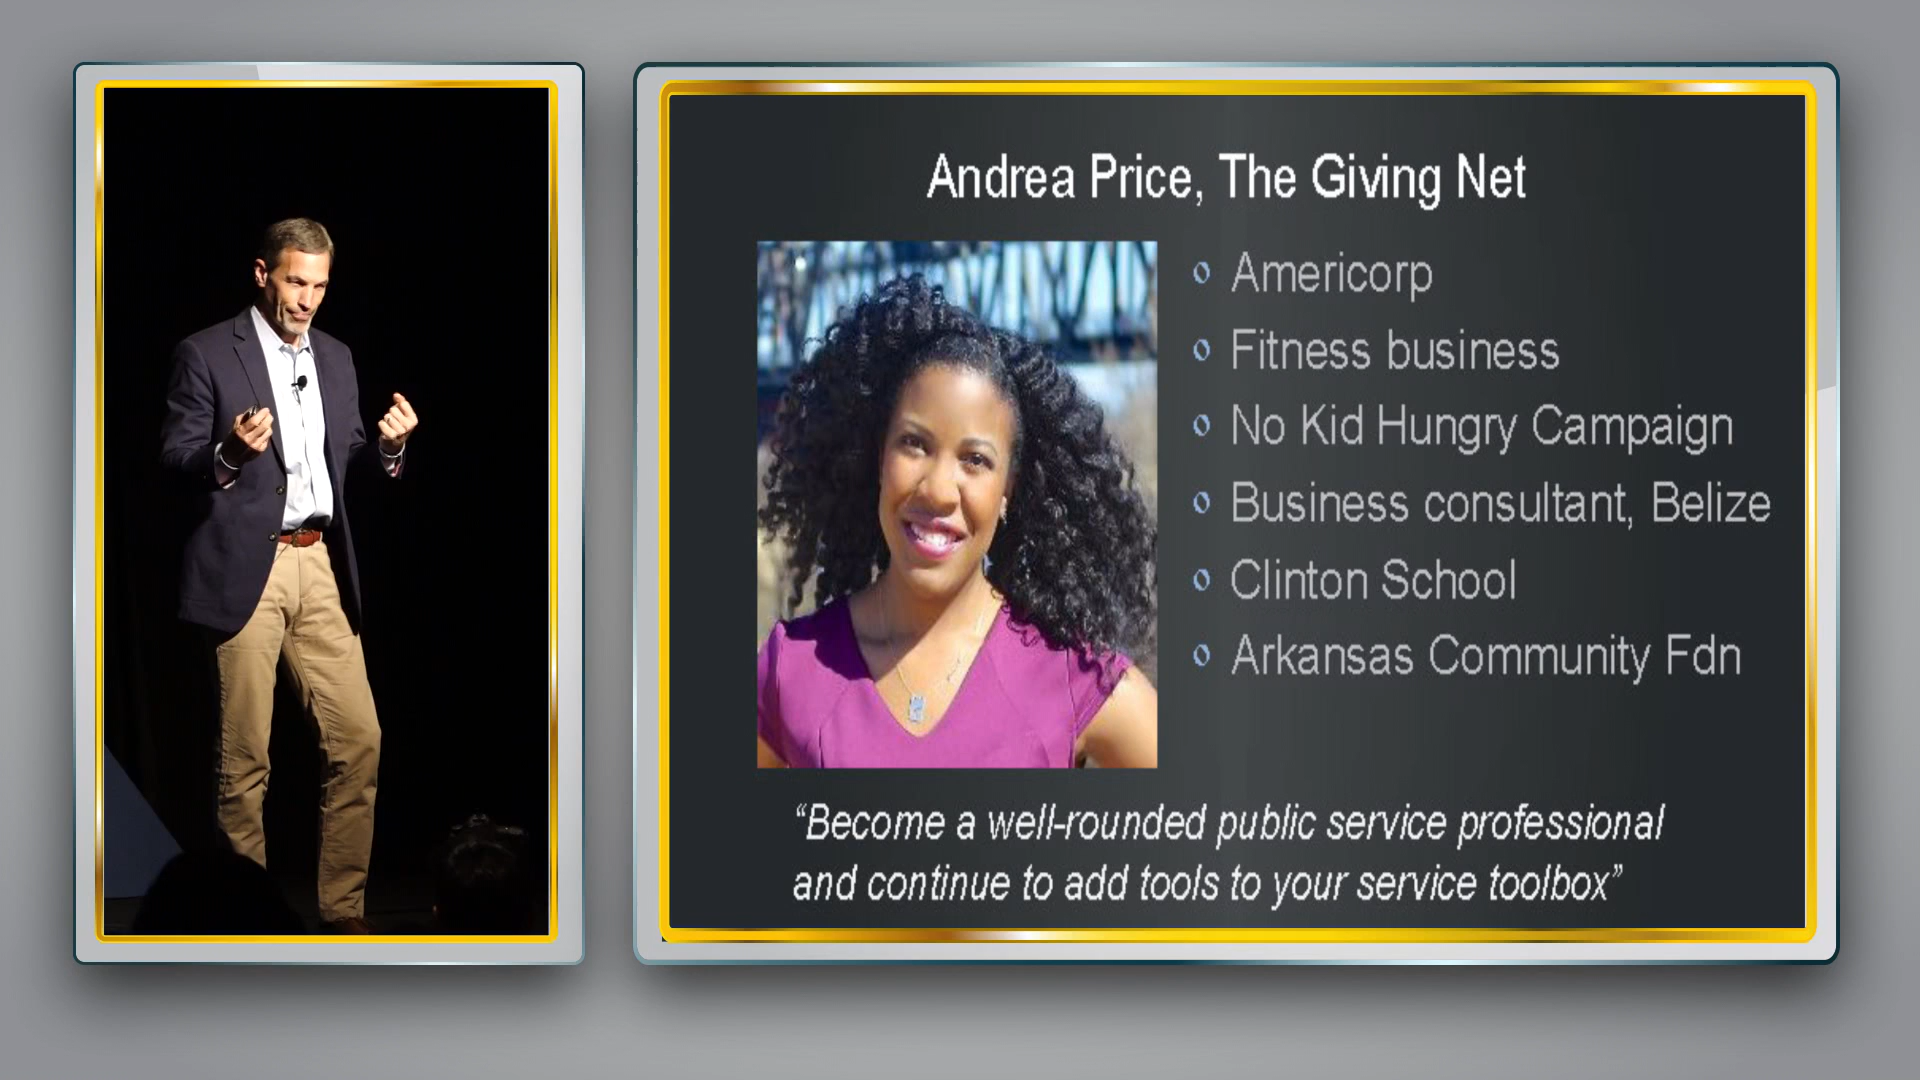 Andrea Price, The Giving Net
o Americorp
o Fitness business
o No Kid Hungry Campaign
o Business consultant, Belize
o Clinton School
o Arkansas Community Fdn
“Become a well-rounded public service professional
and continue to add tools to your service toolbox”